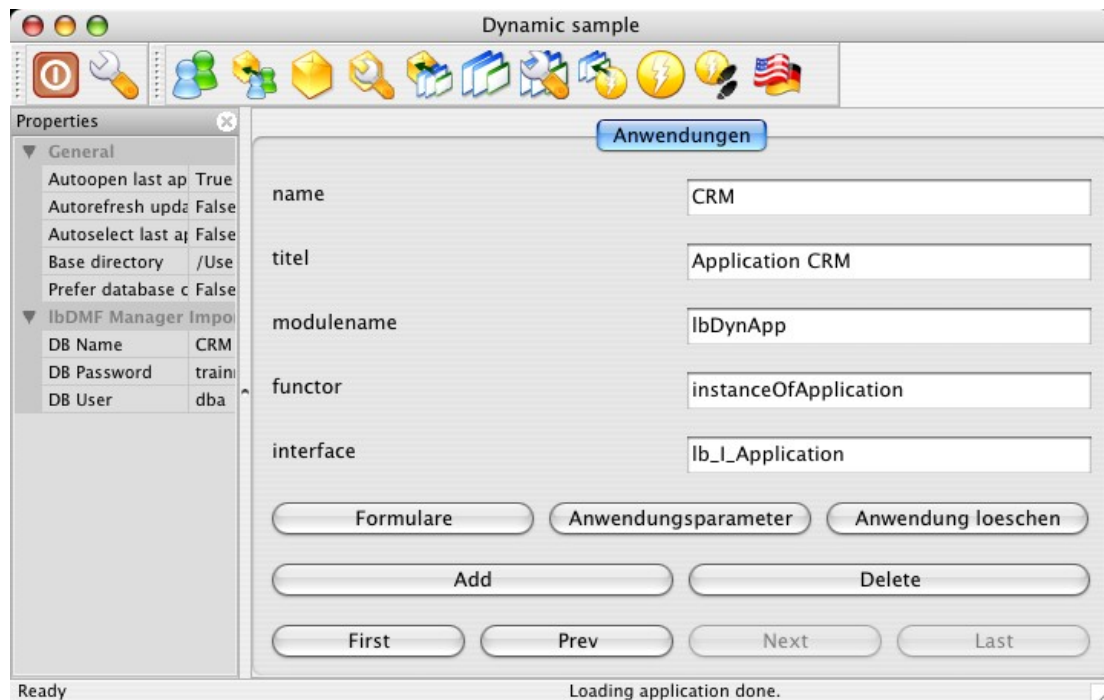 Dynamic sample
Properties
General
Autoopen last ap True
Autorefresh upda False
Autoselect last ap False
Base directory /Use
Prefer database c False
lbDMF Manager Impo
DB Name CRM
DB Password train
DB User dba
Anwendungen
name CRM
titel Application CRM
modulename lbDynApp
functor instanceOfApplication
interface lb_I_Application
Formulare Anwendungsparameter Anwendung loeschen
Add Delete
First Prev Next Last
Ready Loading application done.